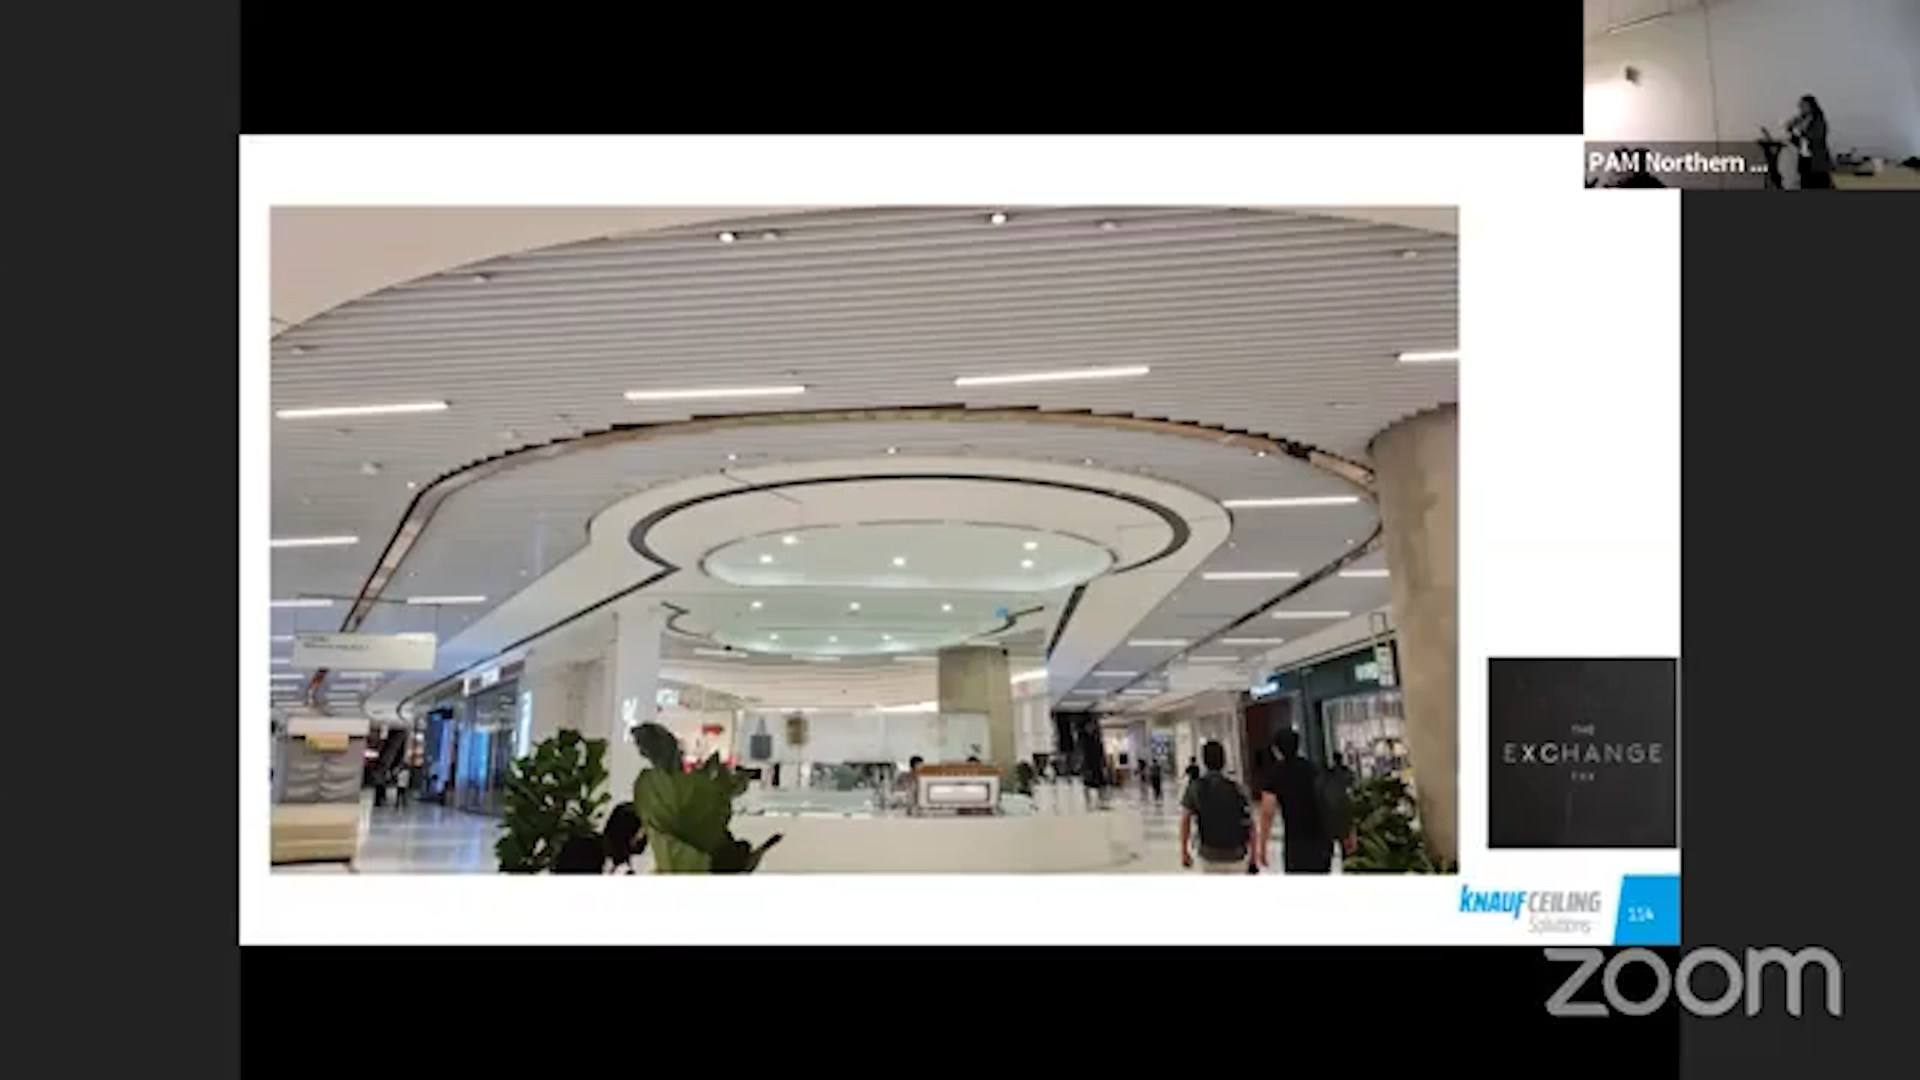 PAM Northern ...
THE
EXCHANGE
TRX
KNAUF CEILING
Solutions
114
zoom